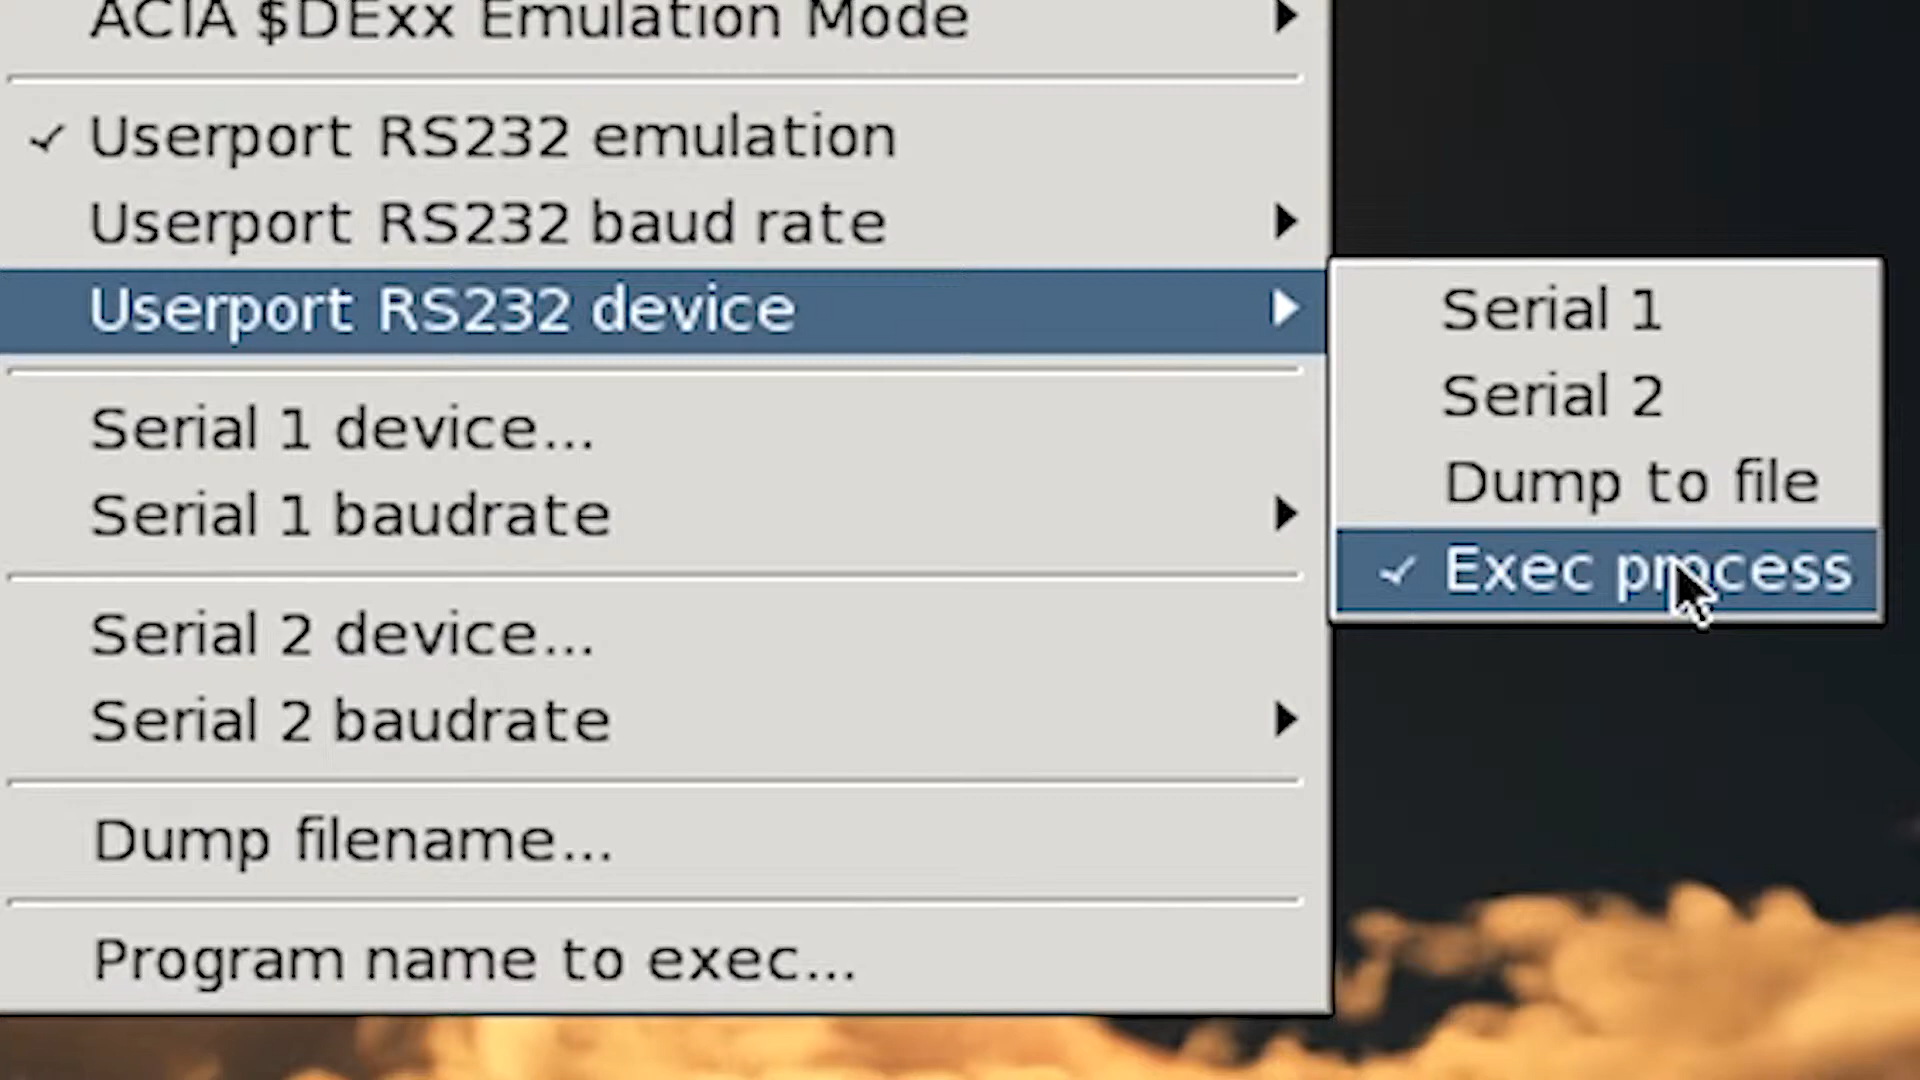 ACIA $DExx Emulation Mode
Userport RS232 emulation
Userport RS232 baud rate
Userport RS232 device
Serial 1
Serial 2
Dump to file
Exec process
Serial 1 device...
Serial 1 baudrate
Serial 2 device...
Serial 2 baudrate
Dump filename...
Program name to exec...